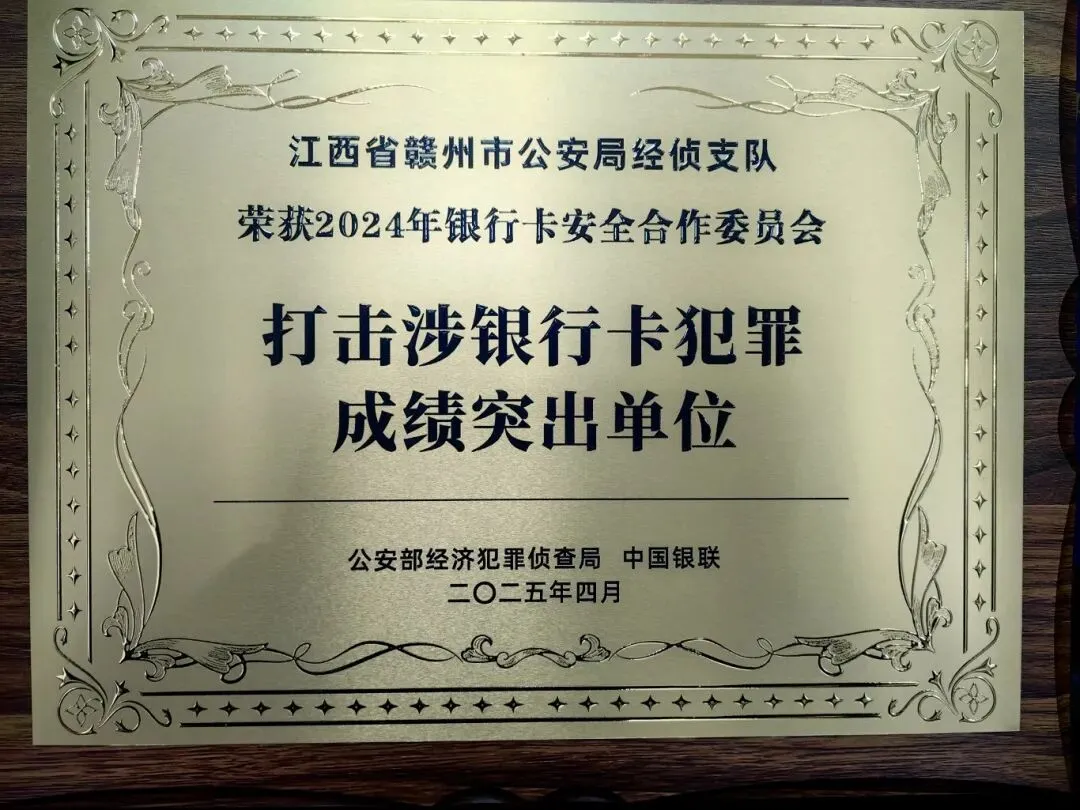 江西省赣州市公安局经侦支队
荣获2024年银行卡安全合作委员会
打击涉银行卡犯罪
成绩突出单位
公安部经济犯罪侦查局 中国银联
二〇二五年四月